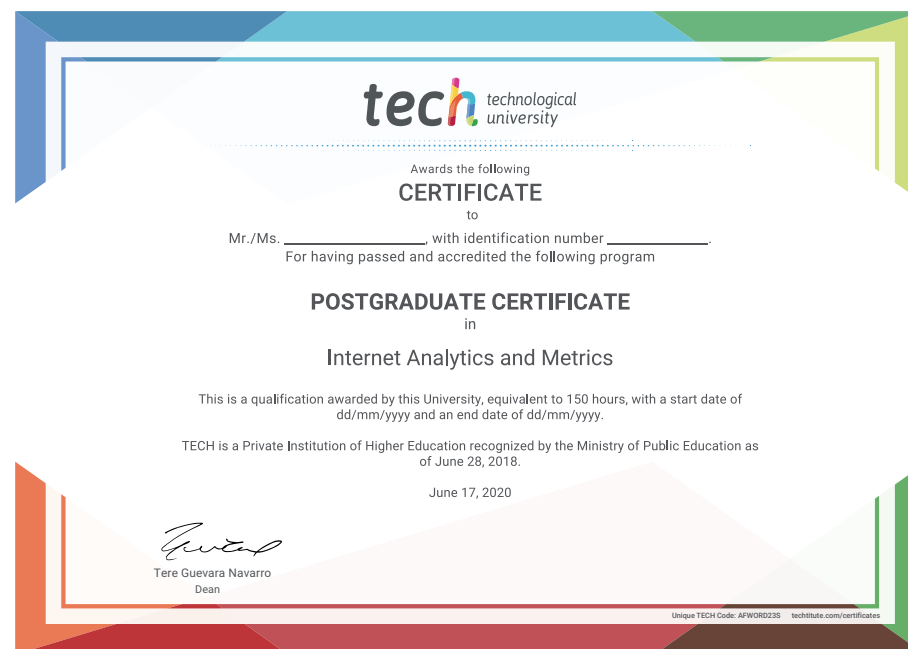 tech technological
university
Awards the following
CERTIFICATE
to
Mr./Ms. ____________________, with identification number ______________.
For having passed and accredited the following program
POSTGRADUATE CERTIFICATE
in
Internet Analytics and Metrics
This is a qualification awarded by this University, equivalent to 150 hours, with a start date of
dd/mm/yyyy and an end date of dd/mm/yyyy.
TECH is a Private Institution of Higher Education recognized by the Ministry of Public Education as
of June 28, 2018.
June 17, 2020
Tere Guevara Navarro
Dean
Unique TECH Code: AFWORD23S techtitute.com/certificates